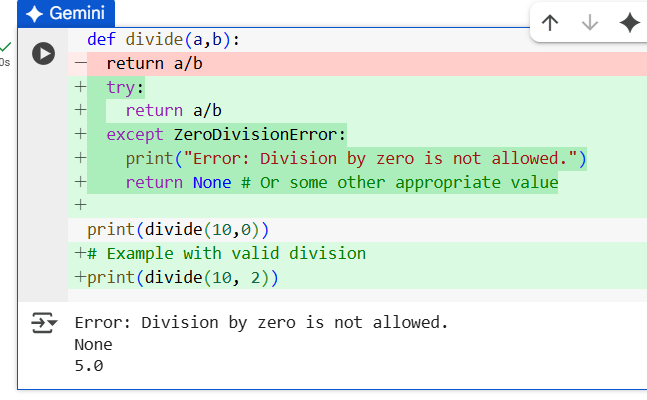 Gemini
def divide(a,b):
-  return a/b
+  try:
+    return a/b
+  except ZeroDivisionError:
+    print("Error: Division by zero is not allowed.")
+    return None # Or some other appropriate value
+
print(divide(10,0))
+# Example with valid division
+print(divide(10, 2))
0s
Error: Division by zero is not allowed.
None
5.0